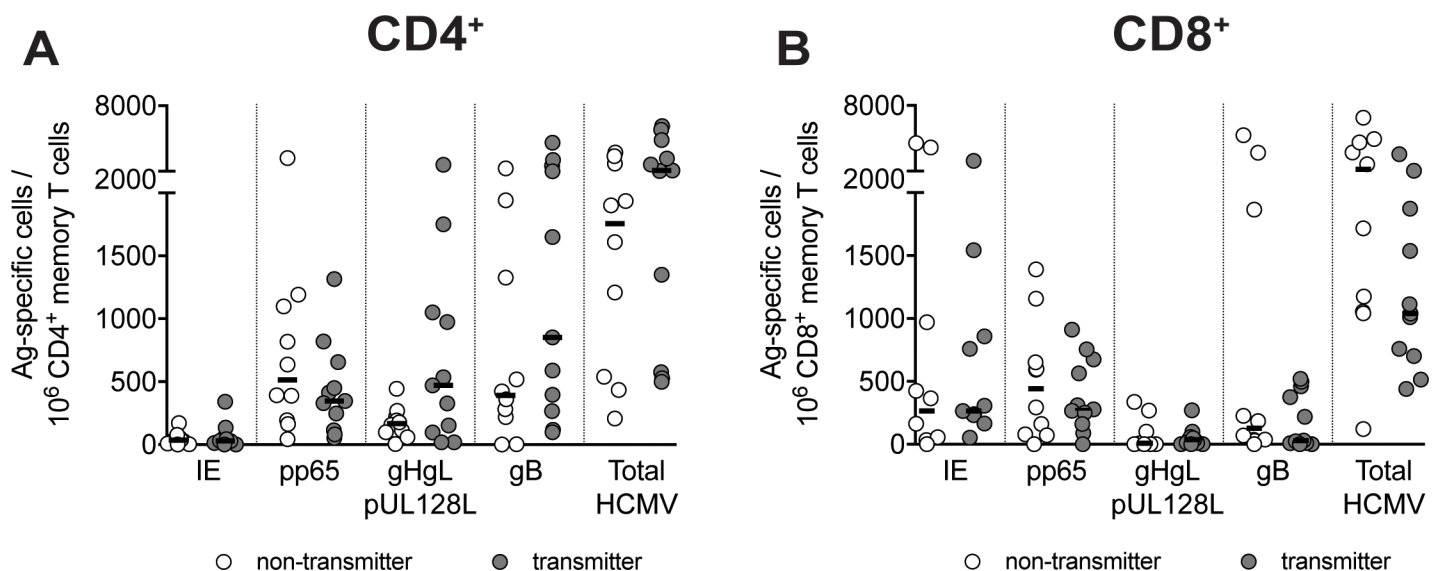 A
CD4+
Ag-specific cells /
10⁶ CD4⁺ memory T cells
8000
2000
1500
1000
500
0
IE
pp65
gHgL
pUL128L
gB
Total
HCMV
non-transmitter
transmitter
B
CD8+
Ag-specific cells /
10⁶ CD8⁺ memory T cells
8000
2000
1500
1000
500
0
IE
pp65
gHgL
pUL128L
gB
Total
HCMV
non-transmitter
transmitter